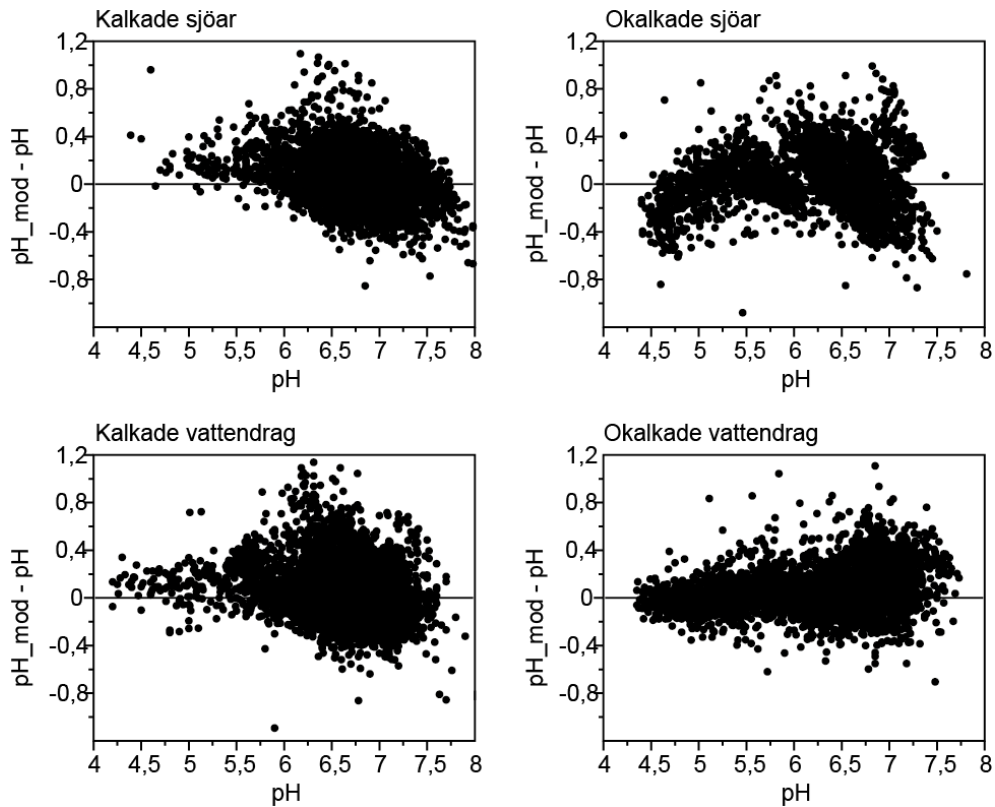 Kalkade sjöar
1,2
0,8
0,4
0
-0,4
-0,8
pH_mod - pH
4 4,5 5 5,5 6 6,5 7 7,5 8
pH
Okalkade sjöar
1,2
0,8
0,4
0
-0,4
-0,8
pH_mod - pH
4 4,5 5 5,5 6 6,5 7 7,5 8
pH
Kalkade vattendrag
1,2
0,8
0,4
0
-0,4
-0,8
pH_mod - pH
4 4,5 5 5,5 6 6,5 7 7,5 8
pH
Okalkade vattendrag
1,2
0,8
0,4
0
-0,4
-0,8
pH_mod - pH
4 4,5 5 5,5 6 6,5 7 7,5 8
pH